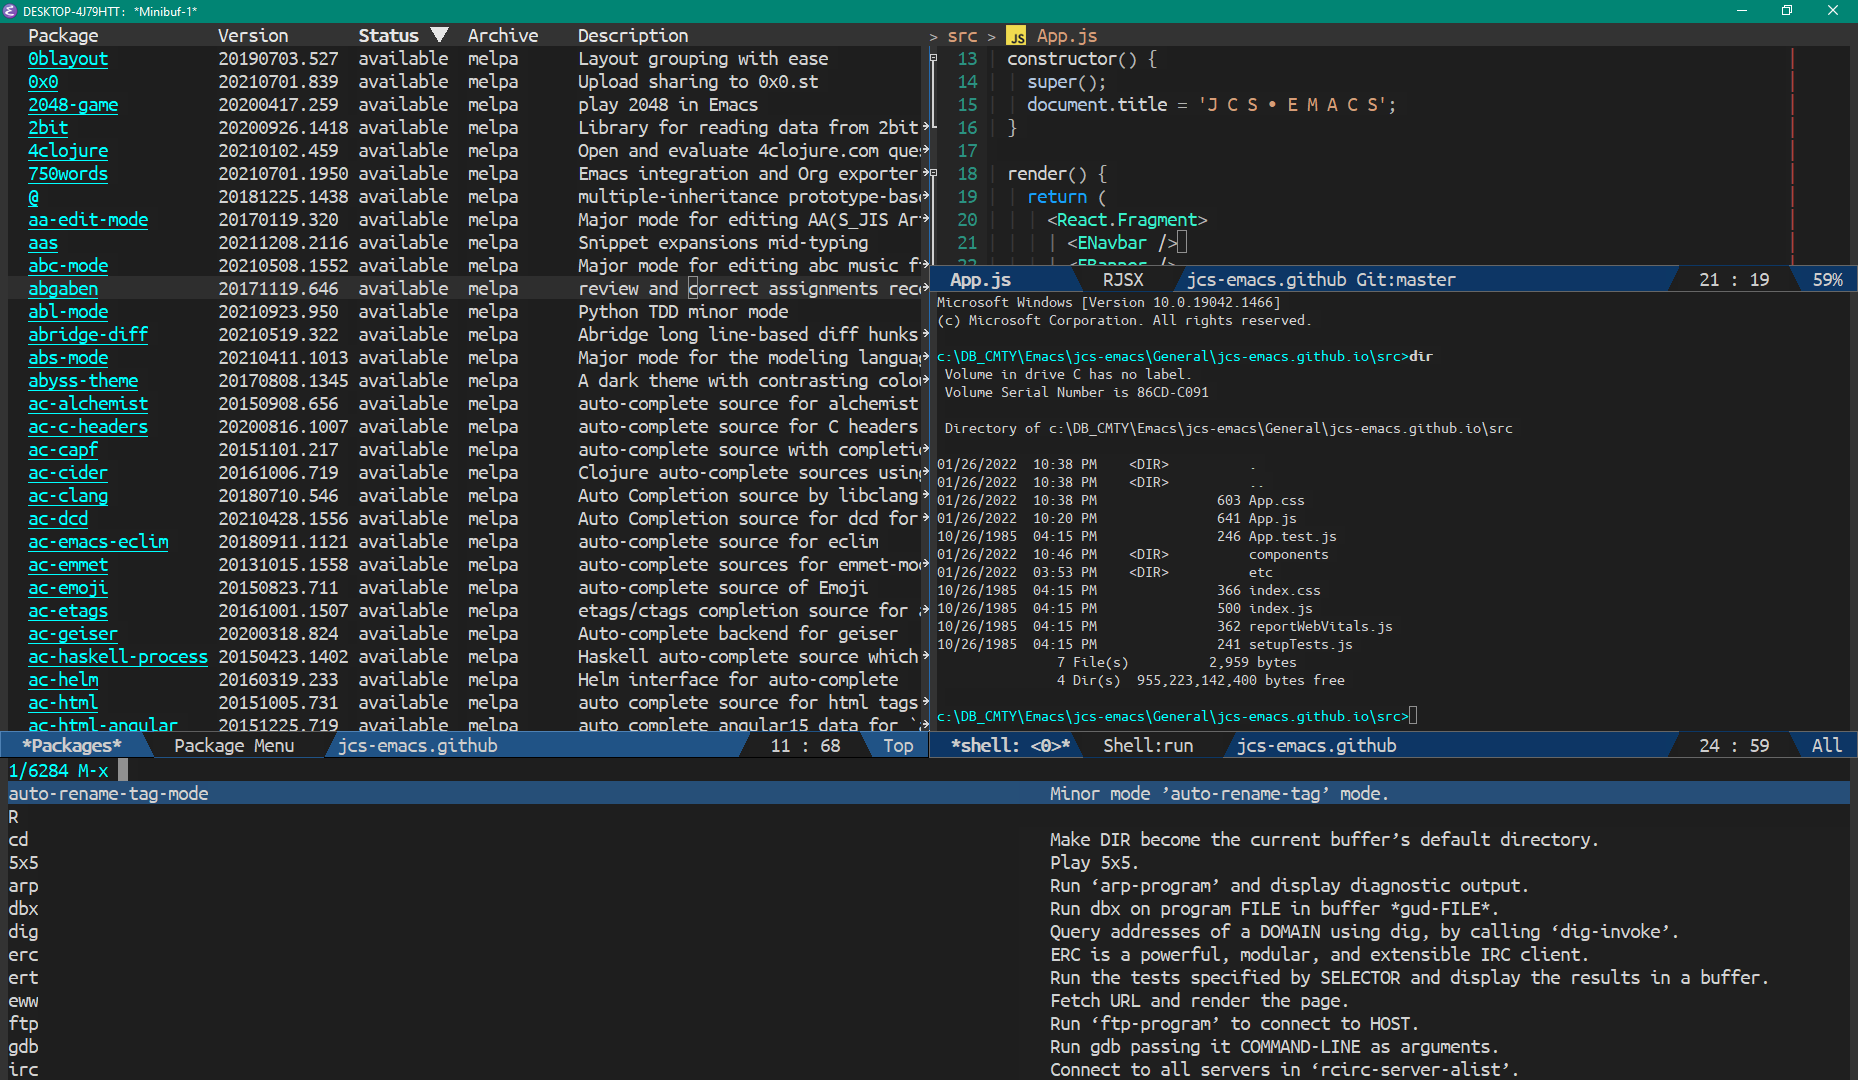 DESKTOP-4J79HTT: *Minibuf-1*
Package Version Status ▼ Archive Description
0blayout 20190703.527 available melpa Layout grouping with ease
0x0 20210701.839 available melpa Upload sharing to 0x0.st
2048-game 20200417.259 available melpa play 2048 in Emacs
2bit 20200926.1418 available melpa Library for reading data from 2bit
4clojure 20210102.459 available melpa Open and evaluate 4clojure.com ques
750words 20210701.1950 available melpa Emacs integration and Org exporter
@ 20181225.1438 available melpa multiple-inheritance prototype-base
aa-edit-mode 20170119.320 available melpa Major mode for editing AA(S_JIS Ar
aas 20211208.2116 available melpa Snippet expansions mid-typing
abc-mode 20210508.1552 available melpa Major mode for editing abc music f
abgaben 20171119.646 available melpa review and correct assignments rece
abl-mode 20210923.950 available melpa Python TDD minor mode
abridge-diff 20210519.322 available melpa Abridge long line-based diff hunks
abs-mode 20210411.1013 available melpa Major mode for the modeling languag
abyss-theme 20170808.1345 available melpa A dark theme with contrasting colou
ac-alchemist 20150908.656 available melpa auto-complete source for alchemist
ac-c-headers 20200816.1007 available melpa auto-complete source for C headers
ac-capf 20151101.217 available melpa auto-complete source with completio
ac-cider 20161006.719 available melpa Clojure auto-complete sources using
ac-clang 20180710.546 available melpa Auto Completion source by libclang
ac-dcd 20210428.1556 available melpa Auto Completion source for dcd for
ac-emacs-eclim 20180911.1121 available melpa auto-complete source for eclim
ac-emmet 20131015.1558 available melpa auto-complete sources for emmet-mod
ac-emoji 20150823.711 available melpa auto-complete source of Emoji
ac-etags 20161001.1507 available melpa etags/ctags completion source for a
ac-geiser 20200318.824 available melpa Auto-complete backend for geiser
ac-haskell-process 20150423.1402 available melpa Haskell auto-complete source which
ac-helm 20160319.233 available melpa Helm interface for auto-complete
ac-html 20151005.731 available melpa auto complete source for html tags
ac-html-angular 20151225.719 available melpa auto complete angular15 data for `a
*Packages* Package Menu jcs-emacs.github 11 : 68 Top
> src > JS App.js
13 constructor() {
14 super();
15 document.title = 'J C S • E M A C S';
16 }
17
18 render() {
19 return (
20 <React.Fragment>
21 <ENavbar />
22 <EBanner />
App.js RJSX jcs-emacs.github Git:master 21 : 19 59%
Microsoft Windows [Version 10.0.19042.1466]
(c) Microsoft Corporation. All rights reserved.
c:\DB_CMTY\Emacs\jcs-emacs\General\jcs-emacs.github.io\src>dir
Volume in drive C has no label.
Volume Serial Number is 86CD-C091
Directory of c:\DB_CMTY\Emacs\jcs-emacs\General\jcs-emacs.github.io\src
01/26/2022 10:38 PM <DIR> .
01/26/2022 10:38 PM <DIR> ..
01/26/2022 10:38 PM 603 App.css
01/26/2022 10:20 PM 641 App.js
10/26/1985 04:15 PM 246 App.test.js
01/26/2022 10:46 PM <DIR> components
01/26/2022 03:53 PM <DIR> etc
10/26/1985 04:15 PM 366 index.css
10/26/1985 04:15 PM 500 index.js
10/26/1985 04:15 PM 362 reportWebVitals.js
10/26/1985 04:15 PM 241 setupTests.js
7 File(s) 2,959 bytes
4 Dir(s) 955,223,142,400 bytes free
c:\DB_CMTY\Emacs\jcs-emacs\General\jcs-emacs.github.io\src>
*shell: <0>* Shell:run jcs-emacs.github 24 : 59 All
1/6284 M-x
auto-rename-tag-mode Minor mode ’auto-rename-tag’ mode.
R
cd Make DIR become the current buffer’s default directory.
5x5 Play 5x5.
arp Run ‘arp-program’ and display diagnostic output.
dbx Run dbx on program FILE in buffer *gud-FILE*.
dig Query addresses of a DOMAIN using dig, by calling ‘dig-invoke’.
erc ERC is a powerful, modular, and extensible IRC client.
ert Run the tests specified by SELECTOR and display the results in a buffer.
eww Fetch URL and render the page.
ftp Run ‘ftp-program’ to connect to HOST.
gdb Run gdb passing it COMMAND-LINE as arguments.
irc Connect to all servers in ‘rcirc-server-alist’.